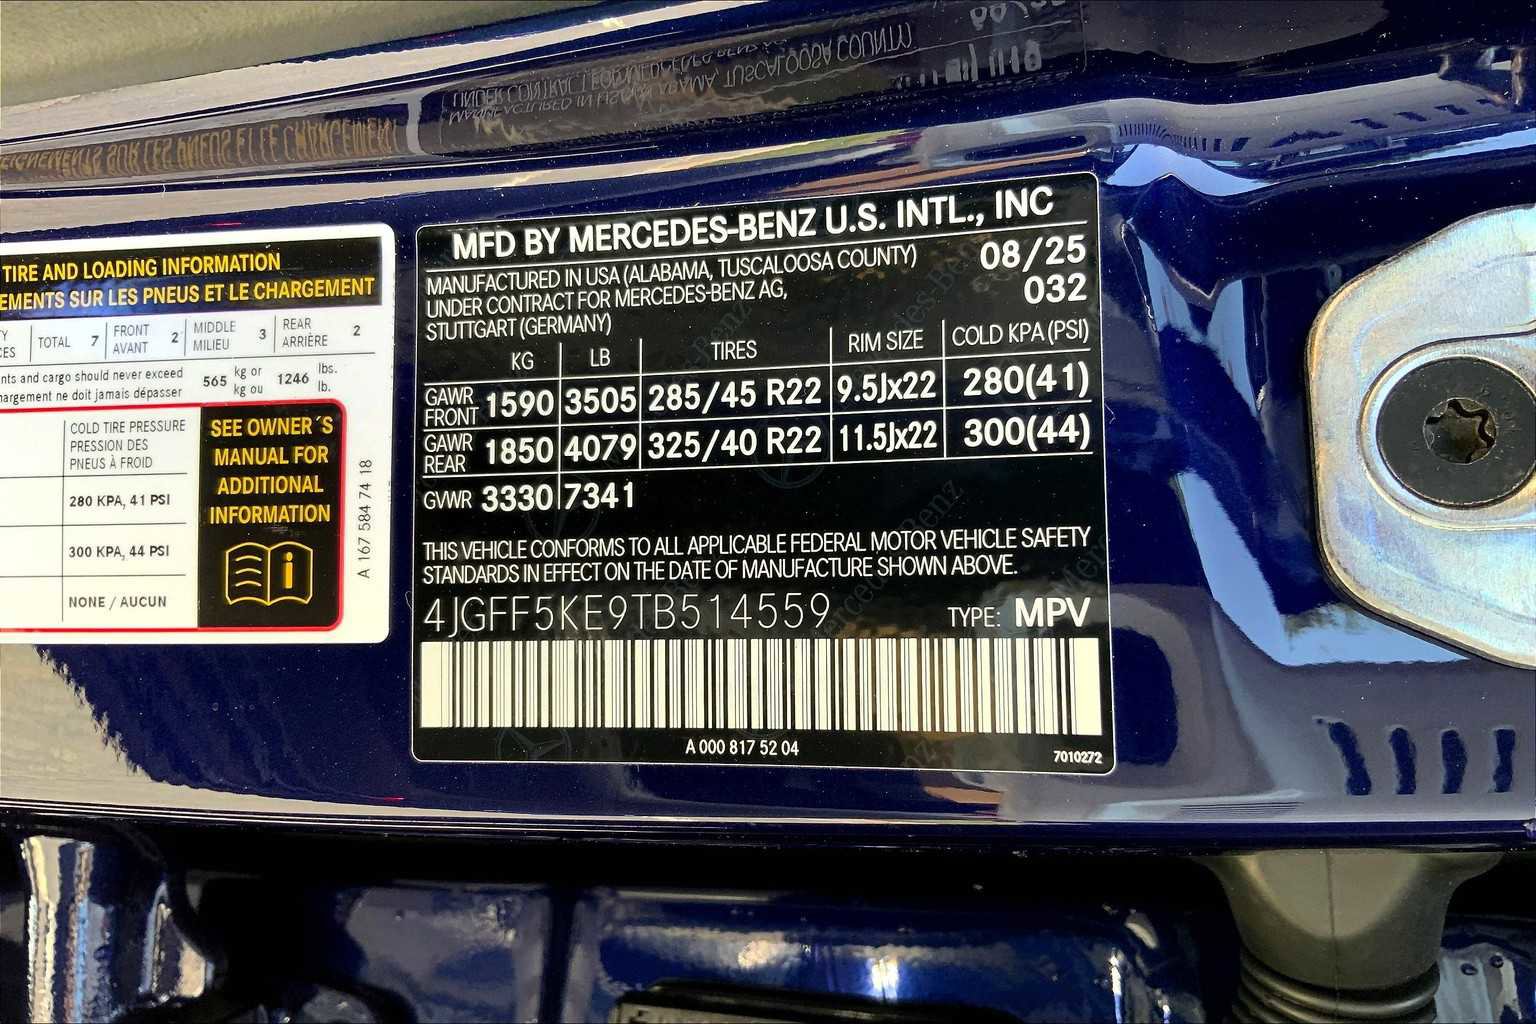 TIRE AND LOADING INFORMATION
EMENTS SUR LES PNEUS ET LE CHARGEMENT
TOTAL 7 FRONT AVANT 2 MIDDLE MILIEU 3 REAR ARRIÈRE 2
nts and cargo should never exceed 565 kg or 1246 lbs.
hargement ne doit jamais dépasser kg ou lb.
COLD TIRE PRESSURE
PRESSION DES
PNEUS À FROID
280 KPA, 41 PSI
300 KPA, 44 PSI
NONE / AUCUN
SEE OWNER´S
MANUAL FOR
ADDITIONAL
INFORMATION
A 167 584 74 18
MFD BY MERCEDES-BENZ U.S. INTL., INC
MANUFACTURED IN USA (ALABAMA, TUSCALOOSA COUNTY) 08/25
UNDER CONTRACT FOR MERCEDES-BENZ AG, 032
STUTTGART (GERMANY)
KG LB TIRES RIM SIZE COLD KPA (PSI)
GAWR FRONT 1590 3505 285/45 R22 9.5Jx22 280(41)
GAWR REAR 1850 4079 325/40 R22 11.5Jx22 300(44)
GVWR 3330 7341
THIS VEHICLE CONFORMS TO ALL APPLICABLE FEDERAL MOTOR VEHICLE SAFETY
STANDARDS IN EFFECT ON THE DATE OF MANUFACTURE SHOWN ABOVE.
4JGFF5KE9TB514559 TYPE: MPV
A 000 817 52 04
7010272